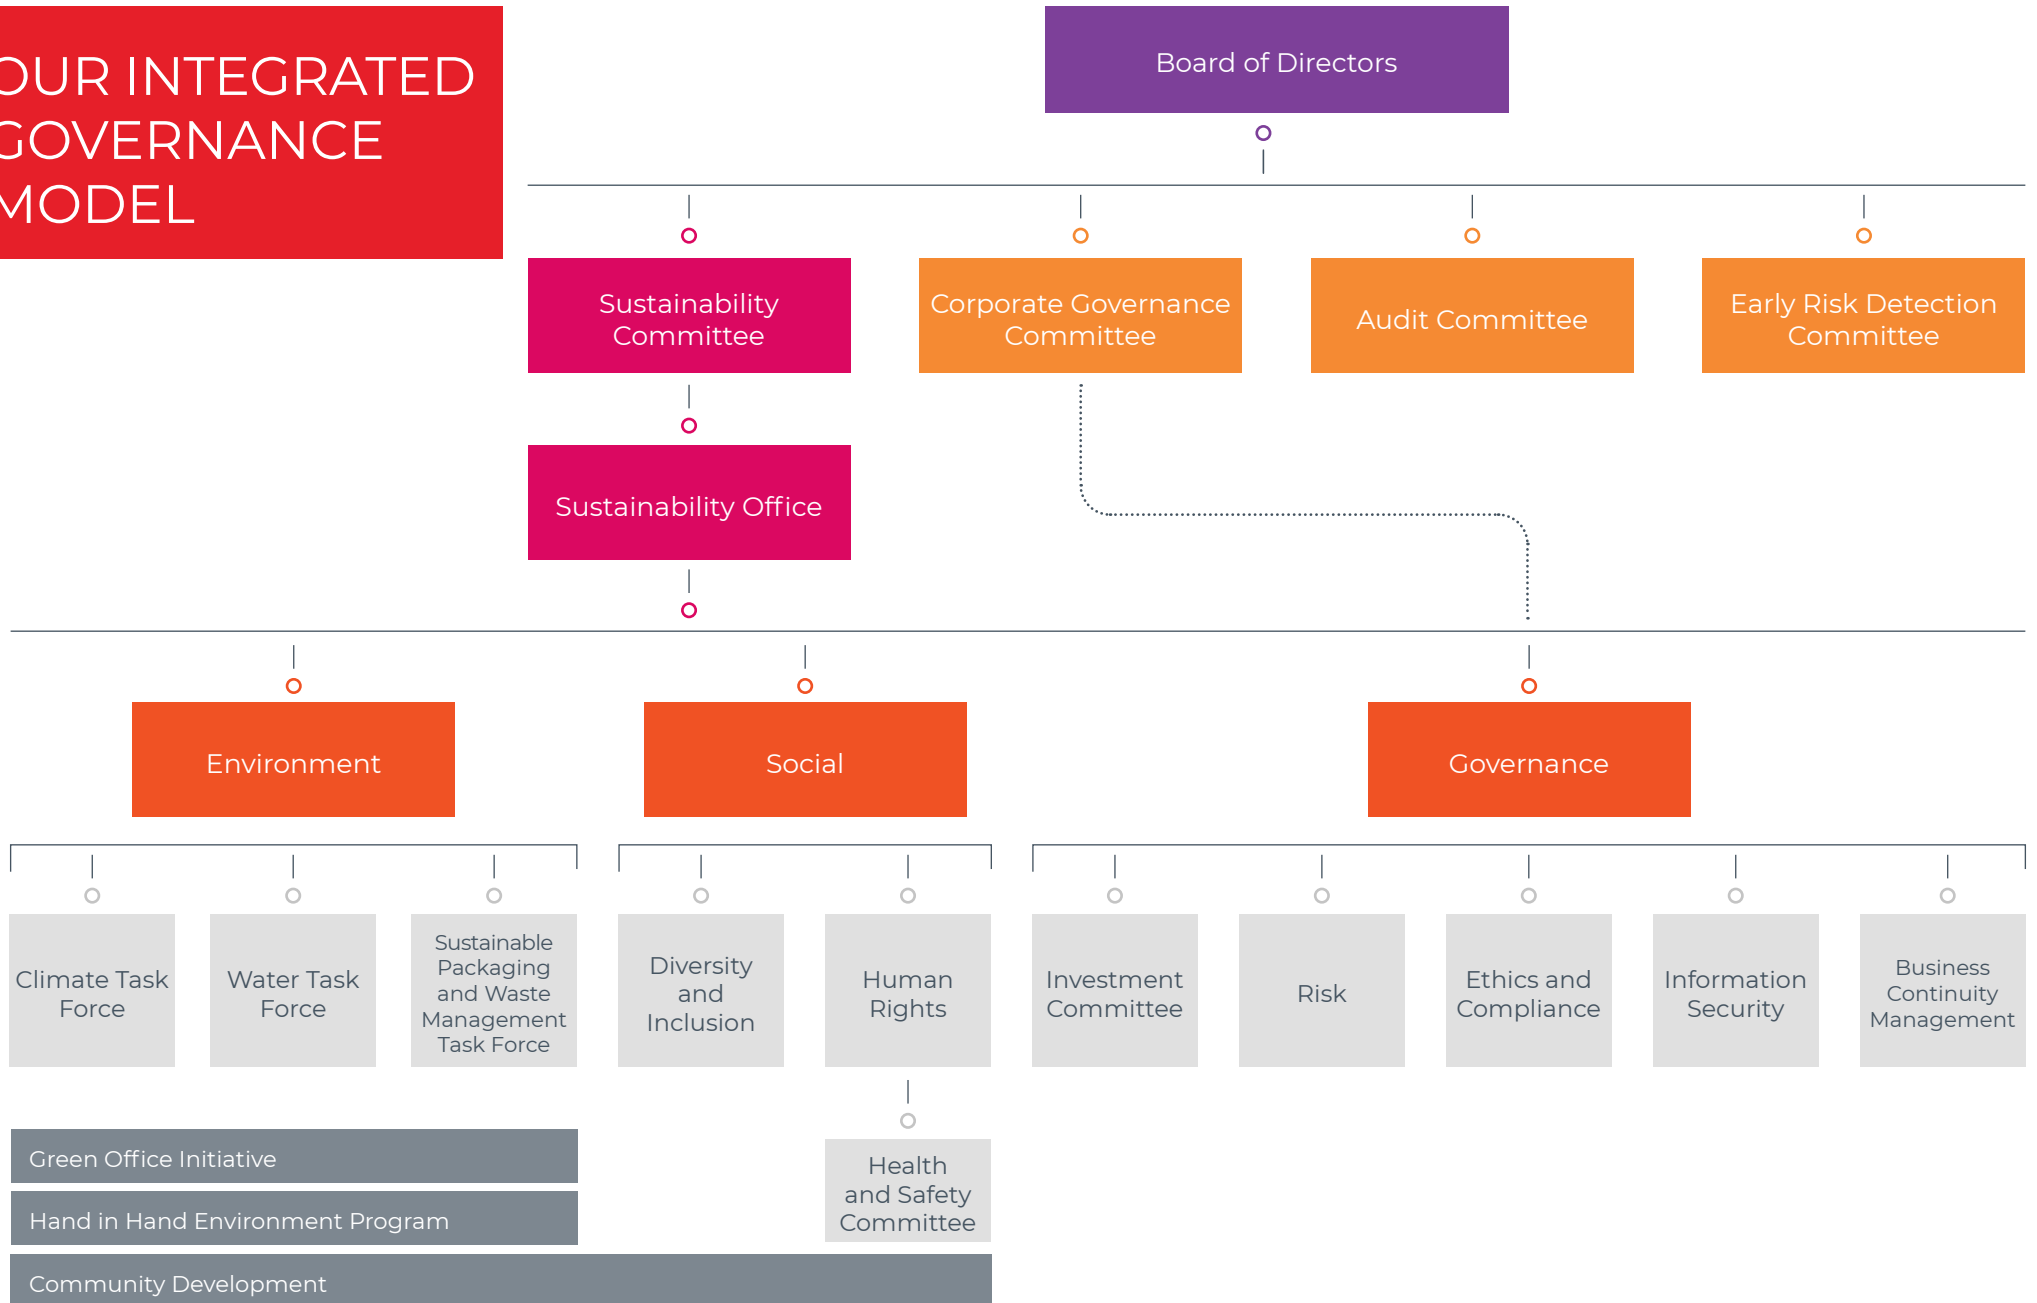 OUR INTEGRATED
GOVERNANCE
MODEL
Board of Directors
Sustainability
Committee
Corporate Governance
Committee
Audit Committee
Early Risk Detection
Committee
Sustainability Office
Environment
Social
Governance
Climate Task
Force
Water Task
Force
Sustainable
Packaging
and Waste
Management
Task Force
Diversity
and
Inclusion
Human
Rights
Investment
Committee
Risk
Ethics and
Compliance
Information
Security
Business
Continuity
Management
Health
and Safety
Committee
Green Office Initiative
Hand in Hand Environment Program
Community Development